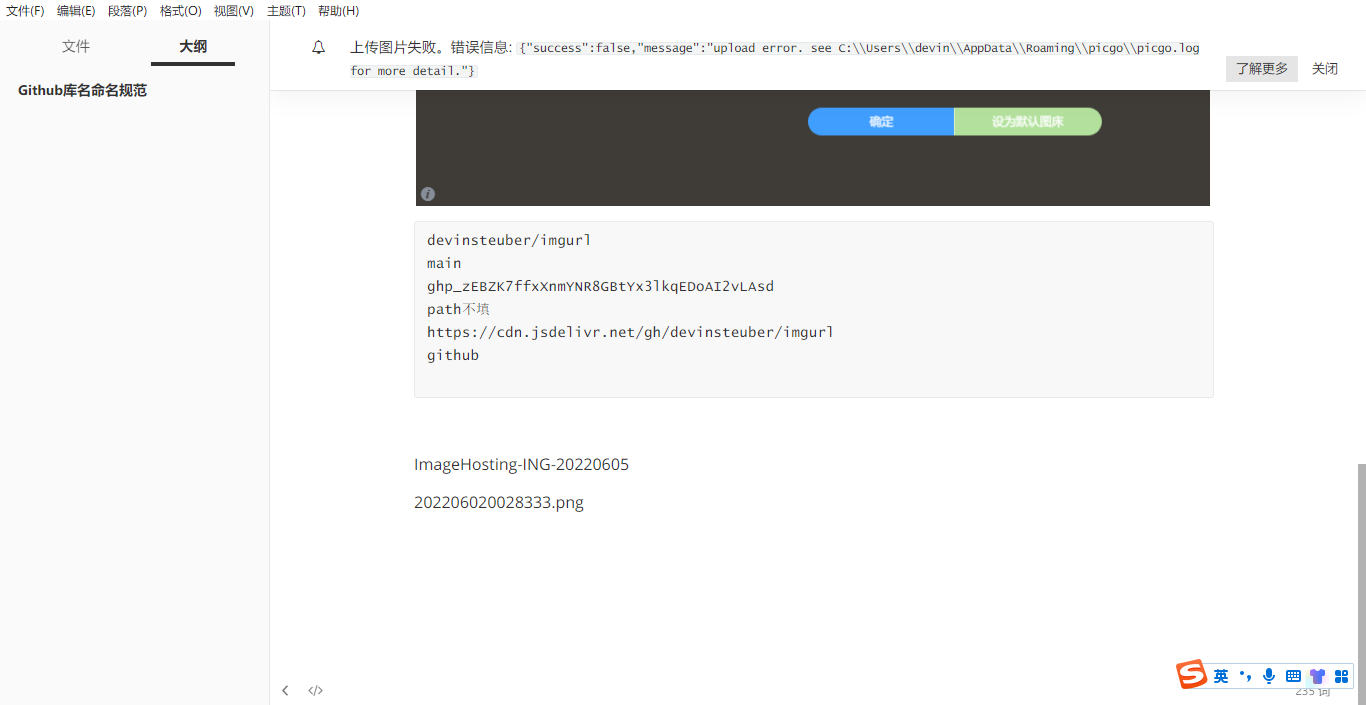 文件(F) 编辑(E) 段落(P) 格式(O) 视图(V) 主题(T) 帮助(H)
文件 大纲
Github库名命名规范
上传图片失败。错误信息: {"success":false,"message":"upload error. see C:\\Users\\devin\\AppData\\Roaming\\picgo\\picgo.log
for more detail."}
了解更多 关闭
确定 设为默认图床
devinsteuber/imgurl
main
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
path不填
https://cdn.jsdelivr.net/gh/devinsteuber/imgurl
github
ImageHosting-ING-20220605
202206020028333.png
英
235 词